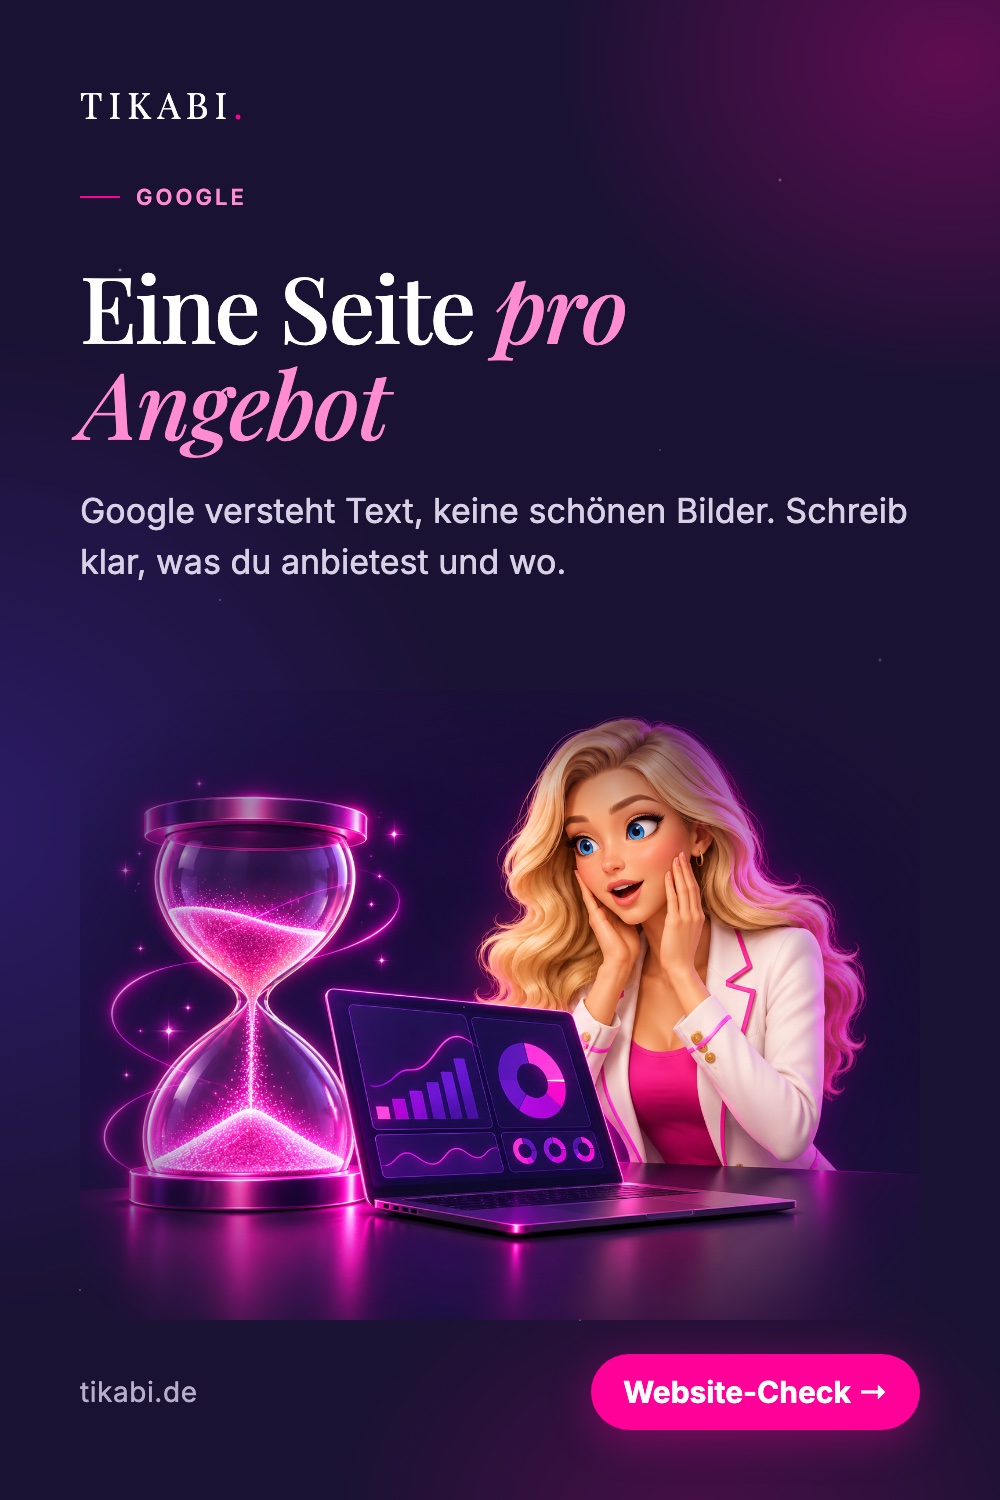 TIKABI.
GOOGLE
Eine Seite pro
Angebot
Google versteht Text, keine schönen Bilder. Schreib
klar, was du anbietest und wo.
tikabi.de
Website-Check →